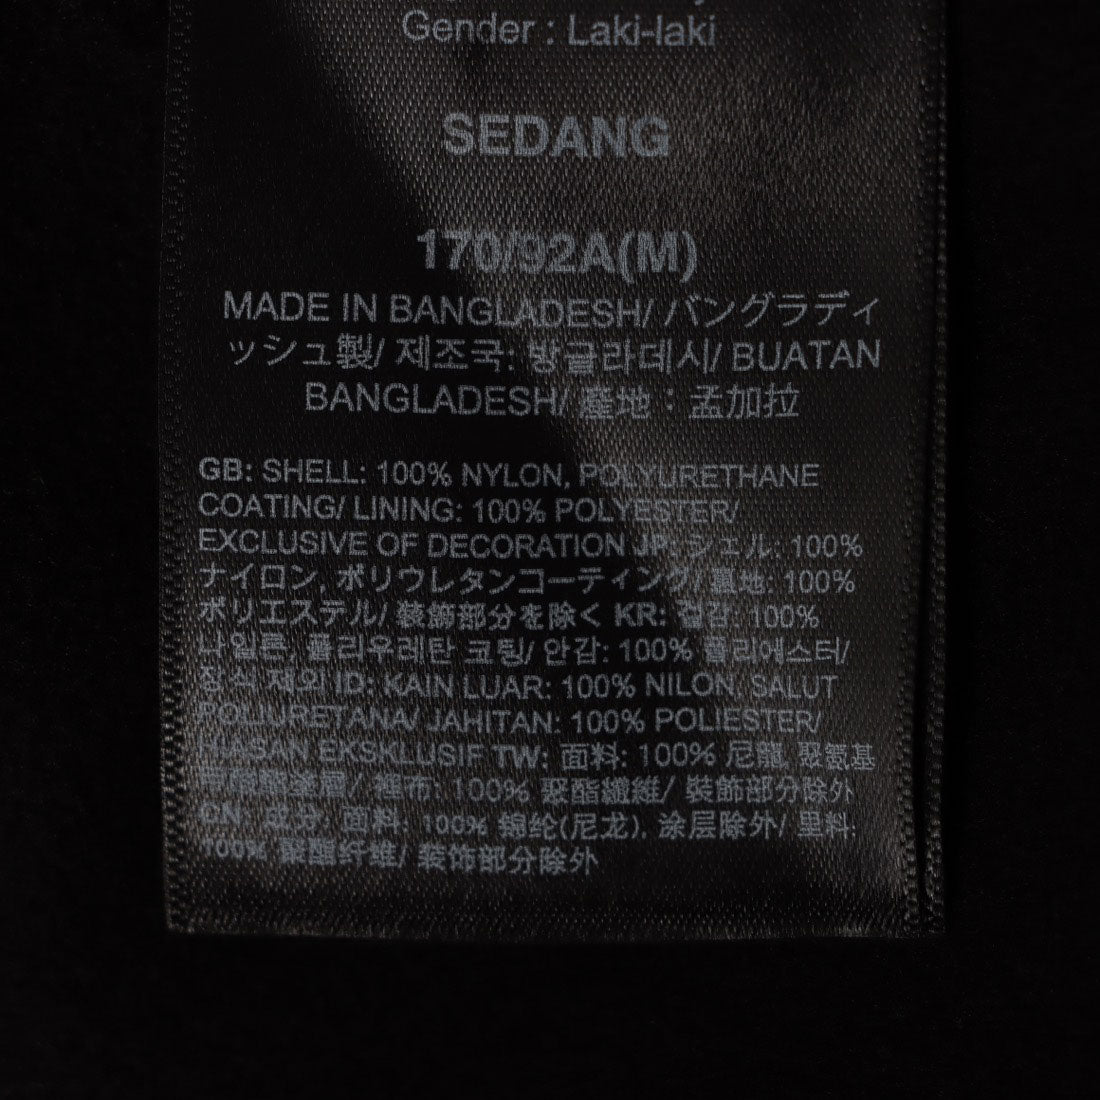 Gender : Laki-laki
SEDANG
170/92A(M)
MADE IN BANGLADESH/ バングラディ
ッシュ製/ 제조국: 방글라데시/ BUATAN
BANGLADESH/ 產地：孟加拉
GB: SHELL: 100% NYLON, POLYURETHANE
COATING/ LINING: 100% POLYESTER/
EXCLUSIVE OF DECORATION JP: シェル: 100%
ナイロン, ポリウレタンコーティング/ 裏地: 100%
ポリエステル/ 装飾部分を除く KR: 겉감: 100%
나일론, 폴리우레탄 코팅/ 안감: 100% 폴리에스터/
장식 제외 ID: KAIN LUAR: 100% NILON, SALUT
POLIURETANA/ JAHITAN: 100% POLIESTER/
HIASAN EKSKLUSIF TW: 面料: 100% 尼龍, 聚氨基
甲酸酯塗層/ 裡布: 100% 聚酯纖維/ 裝飾部分除外
CN: 成分, 面料: 100% 锦纶(尼龙), 涂层除外/ 里料:
100% 聚酯纤维/ 装饰部分除外